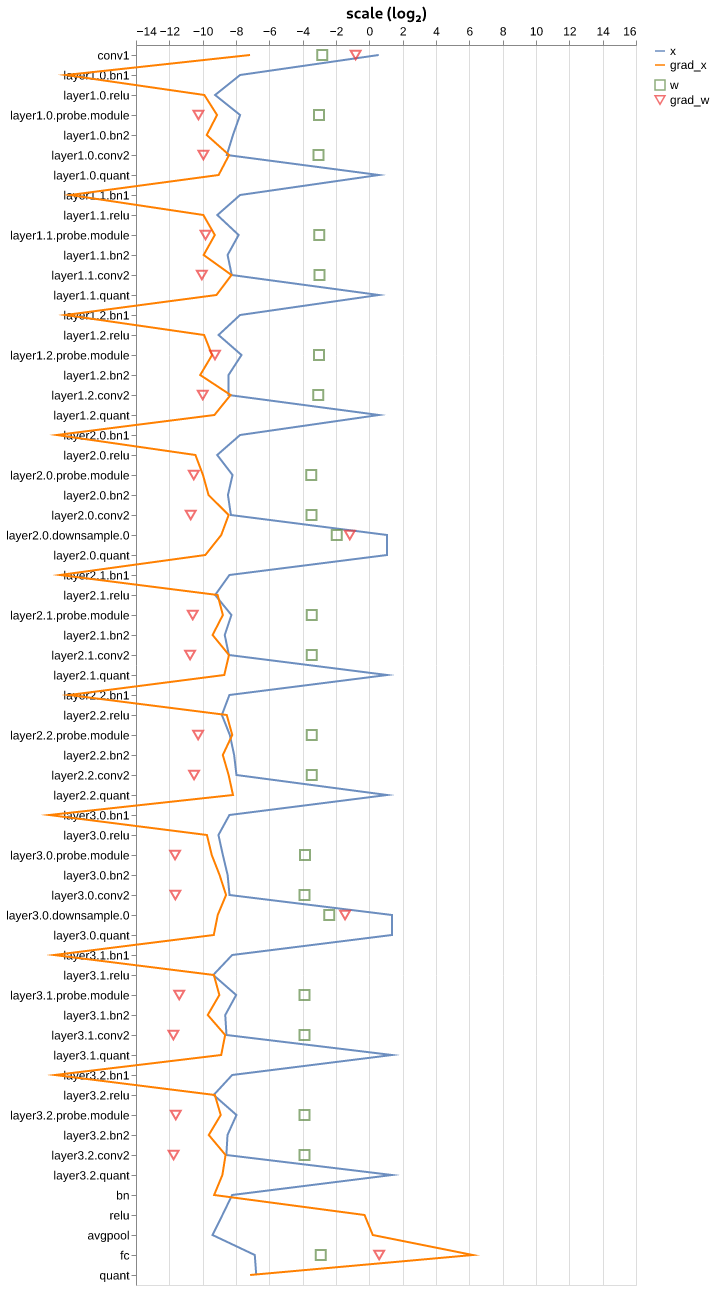 scale (log₂)
−14 −12 −10 −8 −6 −4 −2 0 2 4 6 8 10 12 14 16
x
grad_x
w
grad_w
conv1
layer1.0.bn1
layer1.0.relu
layer1.0.probe.module
layer1.0.bn2
layer1.0.conv2
layer1.0.quant
layer1.1.bn1
layer1.1.relu
layer1.1.probe.module
layer1.1.bn2
layer1.1.conv2
layer1.1.quant
layer1.2.bn1
layer1.2.relu
layer1.2.probe.module
layer1.2.bn2
layer1.2.conv2
layer1.2.quant
layer2.0.bn1
layer2.0.relu
layer2.0.probe.module
layer2.0.bn2
layer2.0.conv2
layer2.0.downsample.0
layer2.0.quant
layer2.1.bn1
layer2.1.relu
layer2.1.probe.module
layer2.1.bn2
layer2.1.conv2
layer2.1.quant
layer2.2.bn1
layer2.2.relu
layer2.2.probe.module
layer2.2.bn2
layer2.2.conv2
layer2.2.quant
layer3.0.bn1
layer3.0.relu
layer3.0.probe.module
layer3.0.bn2
layer3.0.conv2
layer3.0.downsample.0
layer3.0.quant
layer3.1.bn1
layer3.1.relu
layer3.1.probe.module
layer3.1.bn2
layer3.1.conv2
layer3.1.quant
layer3.2.bn1
layer3.2.relu
layer3.2.probe.module
layer3.2.bn2
layer3.2.conv2
layer3.2.quant
bn
relu
avgpool
fc
quant